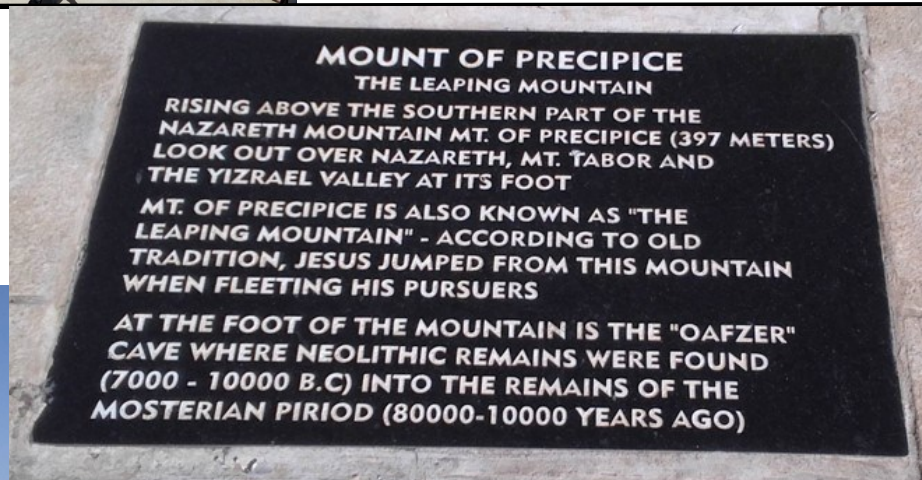 MOUNT OF PRECIPICE
THE LEAPING MOUNTAIN
RISING ABOVE THE SOUTHERN PART OF THE
NAZARETH MOUNTAIN MT. OF PRECIPICE (397 METERS)
LOOK OUT OVER NAZARETH, MT. TABOR AND
THE YIZRAEL VALLEY AT ITS FOOT
MT. OF PRECIPICE IS ALSO KNOWN AS "THE
LEAPING MOUNTAIN" - ACCORDING TO OLD
TRADITION, JESUS JUMPED FROM THIS MOUNTAIN
WHEN FLEETING HIS PURSUERS
AT THE FOOT OF THE MOUNTAIN IS THE "OAFZER"
CAVE WHERE NEOLITHIC REMAINS WERE FOUND
(7000 - 10000 B.C) INTO THE REMAINS OF THE
MOSTERIAN PIRIOD (80000-10000 YEARS AGO)